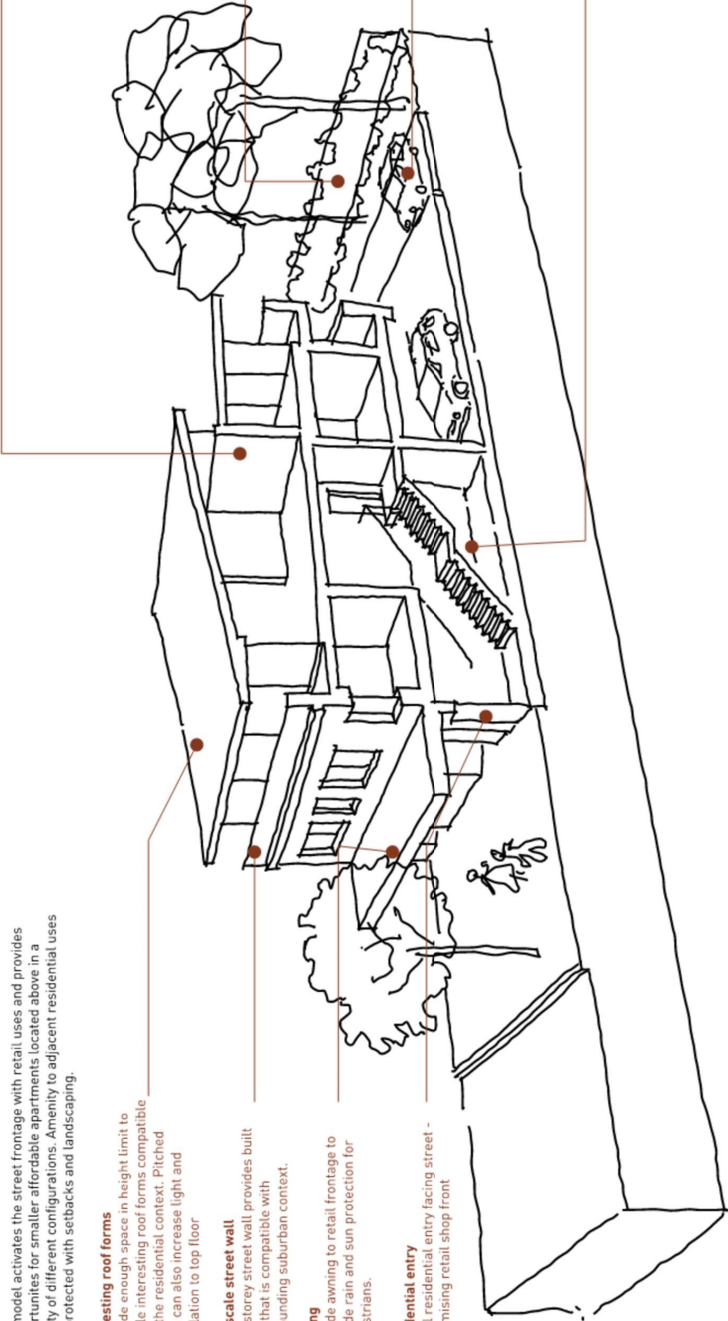 model activates the street frontage with retail uses and provides
rtunites for smaller affordable apartments located above in a
ty of different configurations. Amenity to adjacent residential uses
rotected with setbacks and landscaping.
esting roof forms
de enough space in height limit to
le interesting roof forms compatible
the residential context. Pitched
can also increase light and
lation to top floor
scale street wall
storey street wall provides built
that is compatible with
unding suburban context.
ng
de awning to retail frontage to
de rain and sun protection for
strians.
dential entry
l residential entry facing street -
mising retail shop front